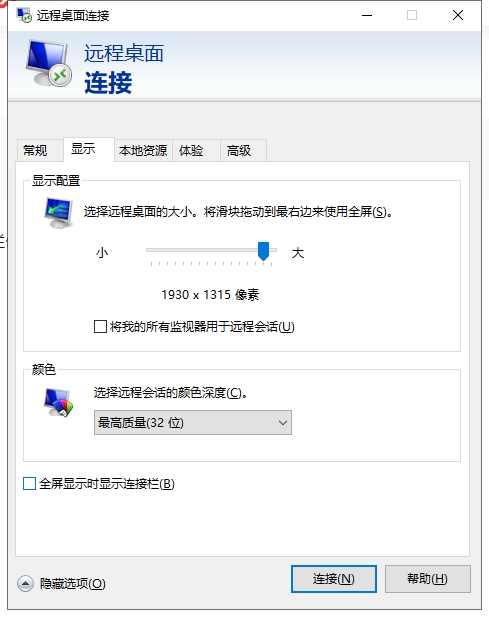 远程桌面连接
远程桌面
连接
常规 显示 本地资源 体验 高级
显示配置
选择远程桌面的大小。将滑块拖动到最右边来使用全屏(S)。
小 大
1930 x 1315 像素
将我的所有监视器用于远程会话(U)
颜色
选择远程会话的颜色深度(C)。
最高质量(32 位)
全屏显示时显示连接栏(B)
隐藏选项(O) 连接(N) 帮助(H)